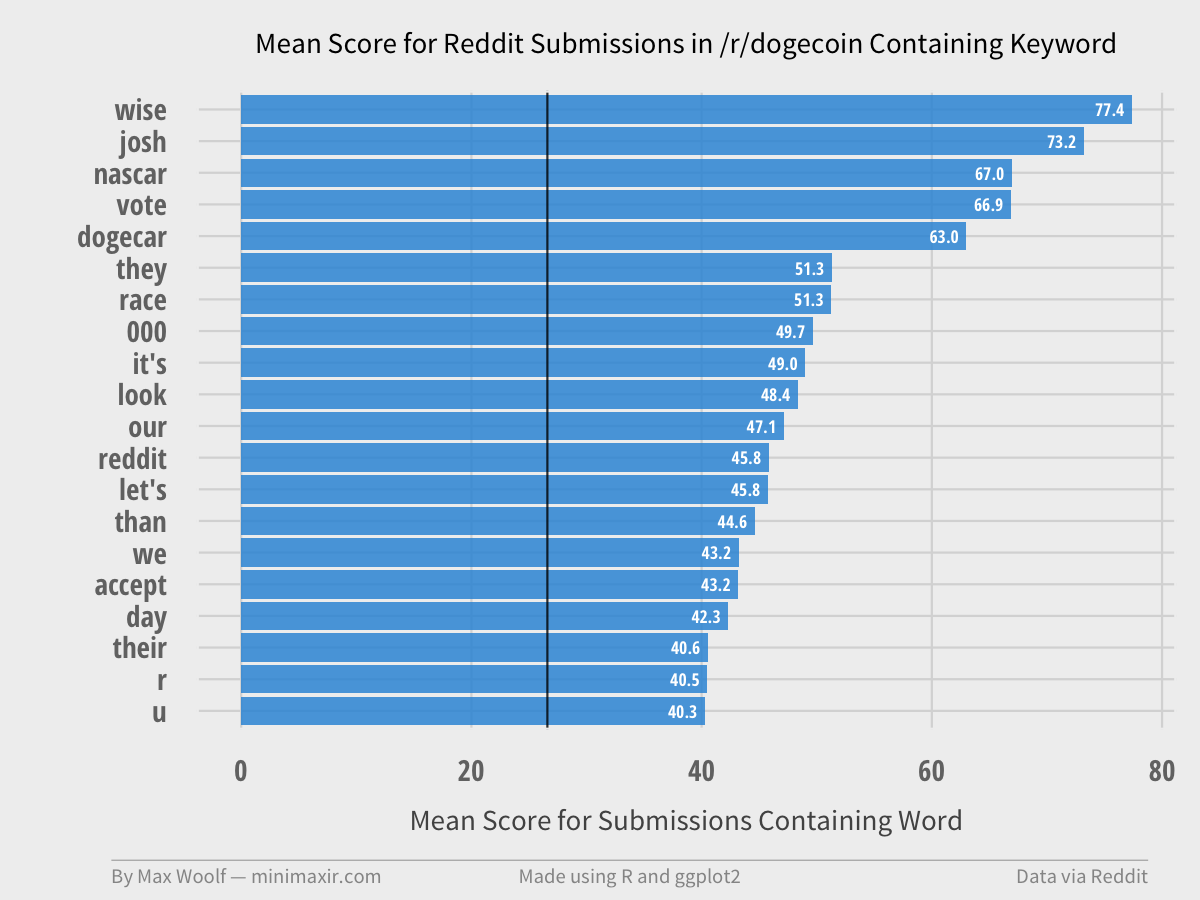 Mean Score for Reddit Submissions in /r/dogecoin Containing Keyword
wise 77.4
josh 73.2
nascar 67.0
vote 66.9
dogecar 63.0
they 51.3
race 51.3
000 49.7
it's 49.0
look 48.4
our 47.1
reddit 45.8
let's 45.8
than 44.6
we 43.2
accept 43.2
day 42.3
their 40.6
r 40.5
u 40.3
0 20 40 60 80
Mean Score for Submissions Containing Word
By Max Woolf — minimaxir.com Made using R and ggplot2 Data via Reddit